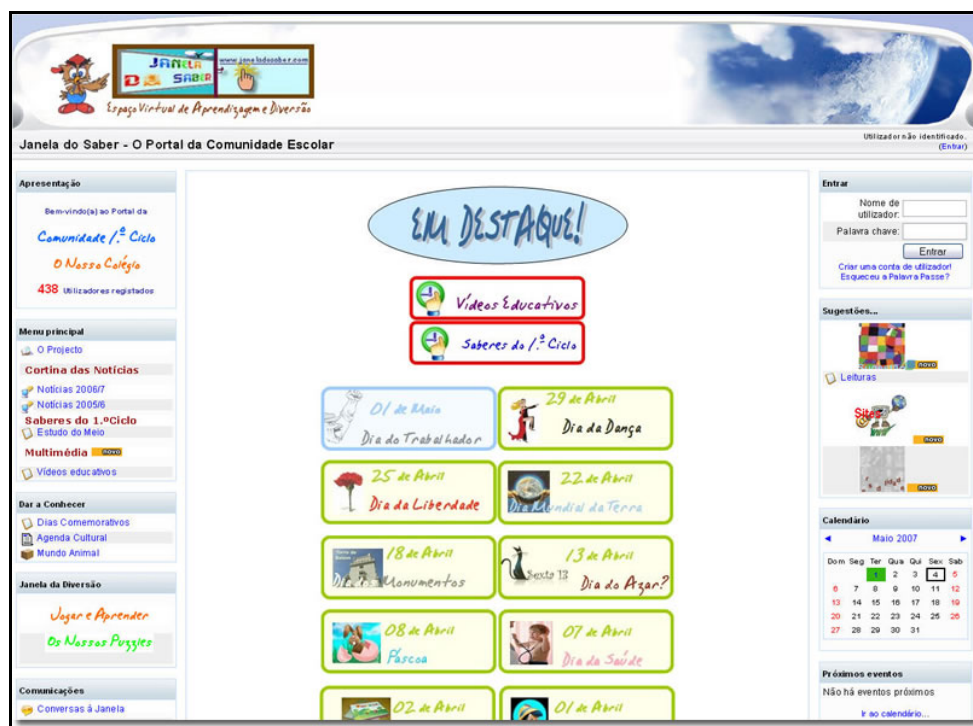 JANELA
DO SABER
www.janeladosaber.com
Espaço Virtual de Aprendizagem e Diversão
Utilizador não identificado.
(Entrar)
Janela do Saber - O Portal da Comunidade Escolar
Apresentação
Bem-vindo(a) ao Portal da
Comunidade 1.º Ciclo
O Nosso Colégio
438 Utilizadores registados
Menu principal
O Projecto
Cortina das Notícias
Notícias 2006/7
Notícias 2005/6
Saberes do 1.ºCiclo
Estudo do Meio
Multimédia novo
Vídeos educativos
Dar a Conhecer
Dias Comemorativos
Agenda Cultural
Mundo Animal
Janela da Diversão
Jogar e Aprender
Os Nossos Puzzles
Comunicações
Conversas à Janela
EM DESTAQUE!
Vídeos Educativos
Saberes do 1.º Ciclo
01 de Maio
Dia do Trabalhador
29 de Abril
Dia da Dança
25 de Abril
Dia da Liberdade
22 de Abril
Dia Mundial da Terra
18 de Abril
Monumentos
13 de Abril
Sexta 13
Dia do Azar?
08 de Abril
Páscoa
07 de Abril
Dia da Saúde
02 de Abril
01 de Abril
Entrar
Nome de
utilizador:
Palavra chave:
Entrar
Criar uma conta de utilizador!
Esqueceu a Palavra Passe?
Sugestões...
novo
Leituras
Sites
novo
novo
Calendário
Maio 2007
Dom Seg Ter Qua Qui Sex Sab
1 2 3 4 5
6 7 8 9 10 11 12
13 14 15 16 17 18 19
20 21 22 23 24 25 26
27 28 29 30 31
Próximos eventos
Não há eventos próximos
Ir ao calendário...